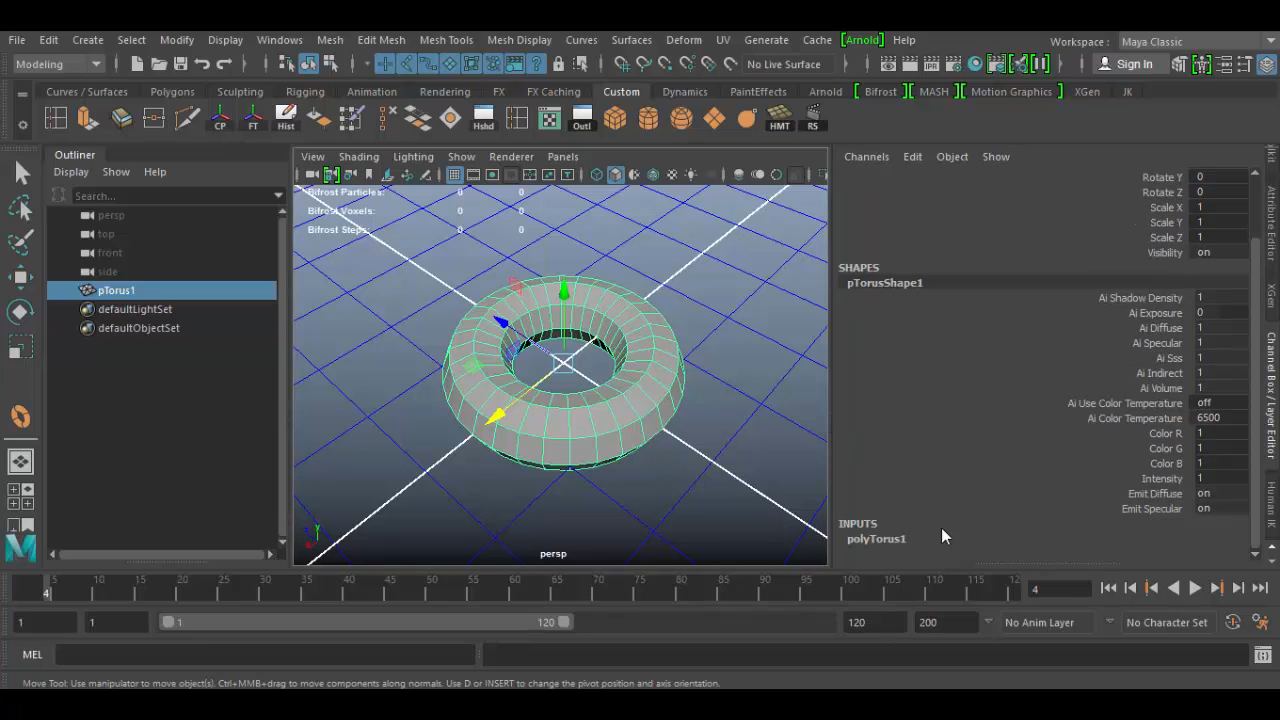 File Edit Create Select Modify Display Windows Mesh Edit Mesh Mesh Tools Mesh Display Curves Surfaces Deform UV Generate Cache [Arnold] Help Workspace : Maya Classic
Modeling No Live Surface Sign In
Curves / Surfaces Polygons Sculpting Rigging Animation Rendering FX FX Caching Custom Dynamics PaintEffects Arnold Bifrost MASH Motion Graphics XGen JK
CP FT Hist Hshd Outl HMT RS
Outliner
Display Show Help
Search...
persp
top
front
side
pTorus1
defaultLightSet
defaultObjectSet
View Shading Lighting Show Renderer Panels
Bifrost Particles: 0 0
Bifrost Voxels: 0 0
Bifrost Steps: 0 0
persp
Channels Edit Object Show
Rotate Y 0
Rotate Z 0
Scale X 1
Scale Y 1
Scale Z 1
Visibility on
SHAPES
pTorusShape1
Ai Shadow Density 1
Ai Exposure 0
Ai Diffuse 1
Ai Specular 1
Ai Sss 1
Ai Indirect 1
Ai Volume 1
Ai Use Color Temperature off
Ai Color Temperature 6500
Color R 1
Color G 1
Color B 1
Intensity 1
Emit Diffuse on
Emit Specular on
INPUTS
polyTorus1
Attribute Editor
XGen
Channel Box / Layer Editor
Human IK
5 10 15 20 25 30 35 40 45 50 55 60 65 70 75 80 85 90 95 100 105 110 115 12
4 4
1 1 1 120 120 200 No Anim Layer No Character Set
MEL
Move Tool: Use manipulator to move object(s). Ctrl+MMB+drag to move components along normals. Use D or INSERT to change the pivot position and axis orientation.